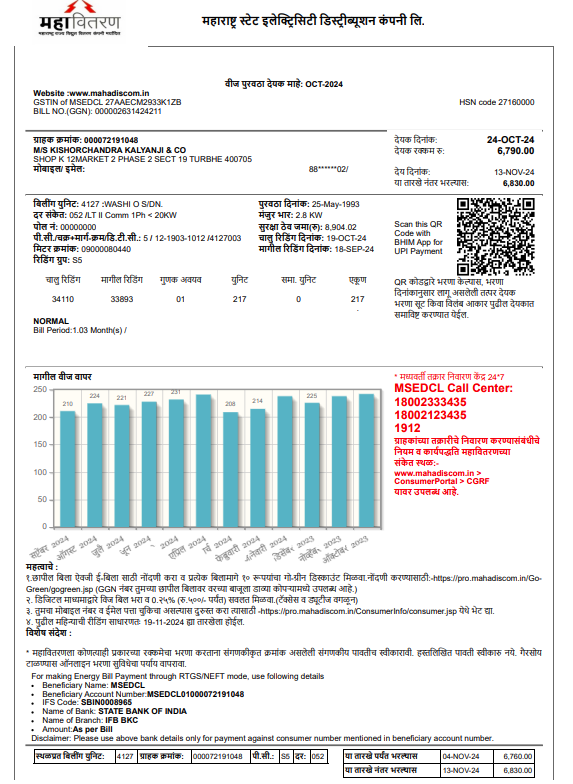 महावितरण
महाराष्ट्र राज्य विद्युत वितरण कंपनी मर्यादित
महाराष्ट्र स्टेट इलेक्ट्रिसिटी डिस्ट्रीब्यूशन कंपनी लि.
वीज पुरवठा देयक माहे: OCT-2024
Website :www.mahadiscom.in
GSTIN of MSEDCL 27AAECM2933K1ZB
BILL NO.(GGN): 000002631424211
HSN code 27160000
ग्राहक क्रमांक: 000072191048
M/S KISHORCHANDRA KALYANJI & CO
SHOP K 12MARKET 2 PHASE 2 SECT 19 TURBHE 400705
मोबाइल/ इमेल: 88******02/
देयक दिनांक: 24-OCT-24
देयक रक्कम रु: 6,790.00
देय दिनांक: 13-NOV-24
या तारखे नंतर भरल्यास: 6,830.00
बिलींग युनिट: 4127 :WASHI O S/DN.
दर संकेत: 052 /LT II Comm 1Ph < 20KW
पोल नं: 00000000
पी.सी./चक्र+मार्ग-क्रम/डि.टी.सी.: 5 / 12-1903-1012 /4127003
मिटर क्रमांक: 09000080440
रिडिंग ग्रुप: S5
पुरवठा दिनांक: 25-May-1993
मंजुर भार: 2.8 KW
सुरक्षा ठेव जमा(रु): 8,904.02
चालु रिडिंग दिनांक: 19-OCT-24
मागील रिडिंग दिनांक: 18-SEP-24
Scan this QR
Code with
BHIM App for
UPI Payment
QR कोडद्वारे भरणा केल्यास, भरणा
दिनांकानुसार लागू असलेली तत्पर देयक
भरणा सूट किंवा विलंब आकार पुढील देयकात
समाविष्ट करण्यात येईल.
चालु रिडिंग मागील रिडिंग गुणक अवयव युनिट समा. युनिट एकूण
34110 33893 01 217 0 217
NORMAL
Bill Period:1.03 Month(s) /
मागील वीज वापर
250
200
150
100
50
0
210 224 221 227 231 208 214 225
सप्टेंबर 2024 ऑगस्ट 2024 जुलै 2024 जून 2024 2024 एप्रिल 2024 मार्च 2024 फेब्रुवारी 2024 जानेवारी 2024 डिसेंबर 2023 नोव्हेंबर 2023 ऑक्टोबर 2023
* मध्यवर्ती तक्रार निवारण केंद्र 24*7
MSEDCL Call Center:
18002333435
18002123435
1912
ग्राहकांच्या तक्रारीचे निवारण करण्यासंबंधीचे
नियम व कार्यपद्धति महावितरणच्या
संकेत स्थळ:-
www.mahadiscom.in >
ConsumerPortal > CGRF
यावर उपलब्ध आहे.
महत्वाचे :
१.छापील बिला ऐवजी ई-बिला साठी नोंदणी करा व प्रत्येक बिलामागे १० रूपयांचा गो-ग्रीन डिस्काउंट मिळवा.नोंदणी करण्यासाठी:-https://pro.mahadiscom.in/Go-
Green/gogreen.jsp (GGN नंबर तुमच्या छापील बिलावर वरच्या बाजूला डाव्या कोपऱ्यामध्ये उपलब्ध आहे.)
२. डिजिटल माध्यमाद्वारे विज बिल भरा व ०.२५% (रु.५००/- पर्यंत) सवलत मिळवा.(टॅक्सेस व ड्यूटीज वगळून)
३. तुमचा मोबाइल नंबर व ईमेल पत्ता चुकिचा असल्यास दुरुस्त करा त्यासाठी -https://pro.mahadiscom.in/ConsumerInfo/consumer.jsp येथे भेट द्या.
४. पुढील महिन्याची रीडिंग साधारणतः 19-11-2024 ह्या तारखेला होईल.
विशेष संदेश :
* महावितरणला कोणत्याही प्रकारच्या रक्कमेचा भरणा करताना संगणकीकृत क्रमांक असलेली संगणकीय पावतीच स्वीकारावी. हस्तलिखित पावती स्वीकारु नये. गैरसोय
टाळण्यास ऑनलाइन भरणा सुविधेचा पर्याय वापरावा.
For making Energy Bill Payment through RTGS/NEFT mode, use following details
• Beneficiary Name: MSEDCL
• Beneficiary Account Number:MSEDCL01000072191048
• IFS Code: SBIN0008965
• Name of Bank: STATE BANK OF INDIA
• Name of Branch: IFB BKC
• Amount:As per Bill
Disclaimer: Please use above bank details only for payment against consumer number mentioned in beneficiary account number.
स्थळप्रत बिलिंग युनिट: 4127 ग्राहक क्रमांक: 000072191048 पी.सी.: S5 दर: 052
या तारखे पर्यंत भरल्यास 04-NOV-24 6,760.00
या तारखे नंतर भरल्यास 13-NOV-24 6,830.00